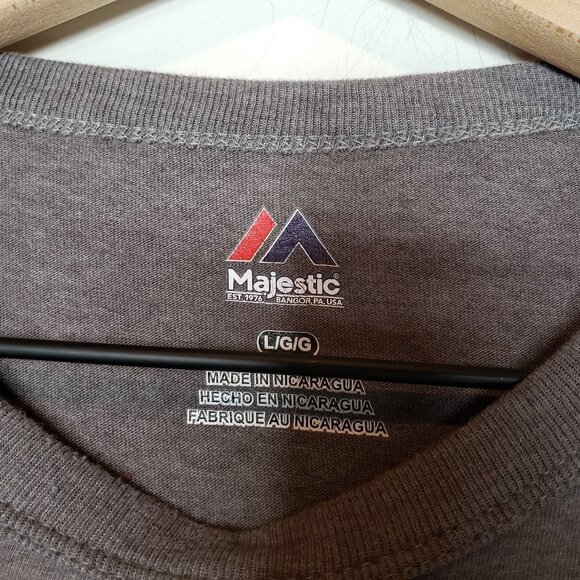 Majestic®
EST. 1976 BANGOR, PA, USA
L/G/G
MADE IN NICARAGUA
HECHO EN NICARAGUA
FABRIQUE AU NICARAGUA